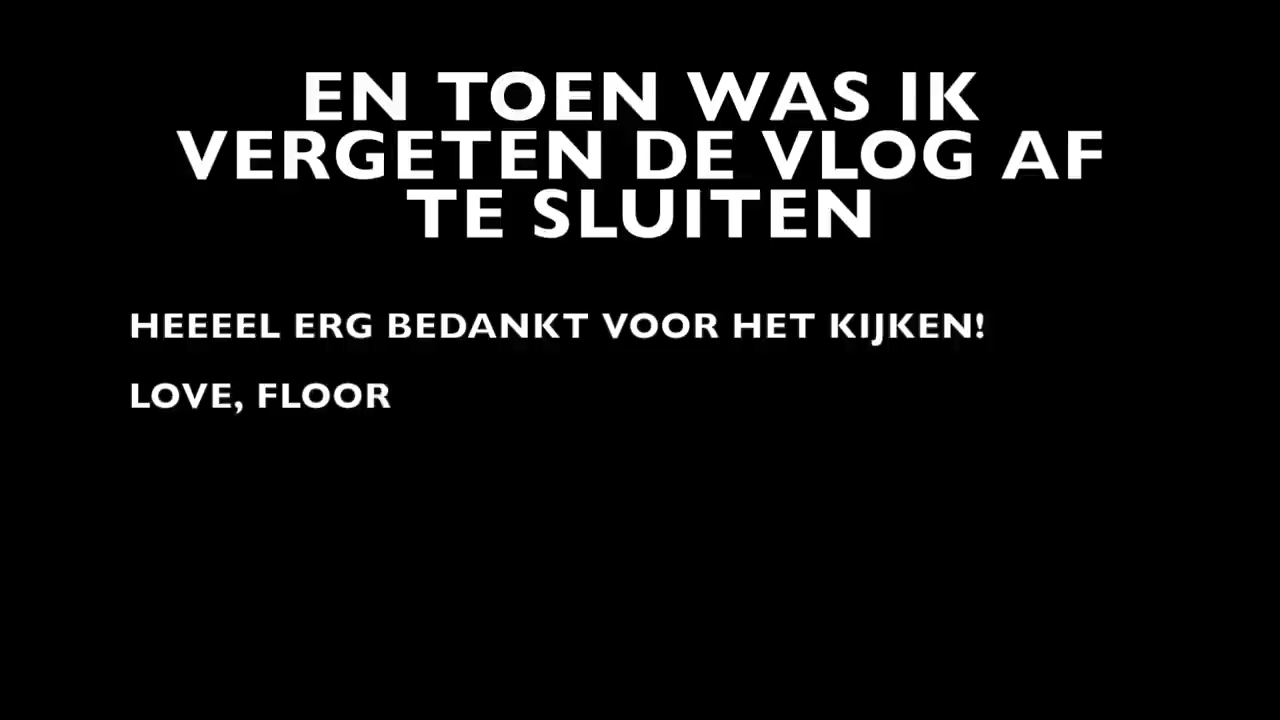 EN TOEN WAS IK
VERGETEN DE VLOG AF
TE SLUITEN
HEEEEL ERG BEDANKT VOOR HET KIJKEN!
LOVE, FLOOR